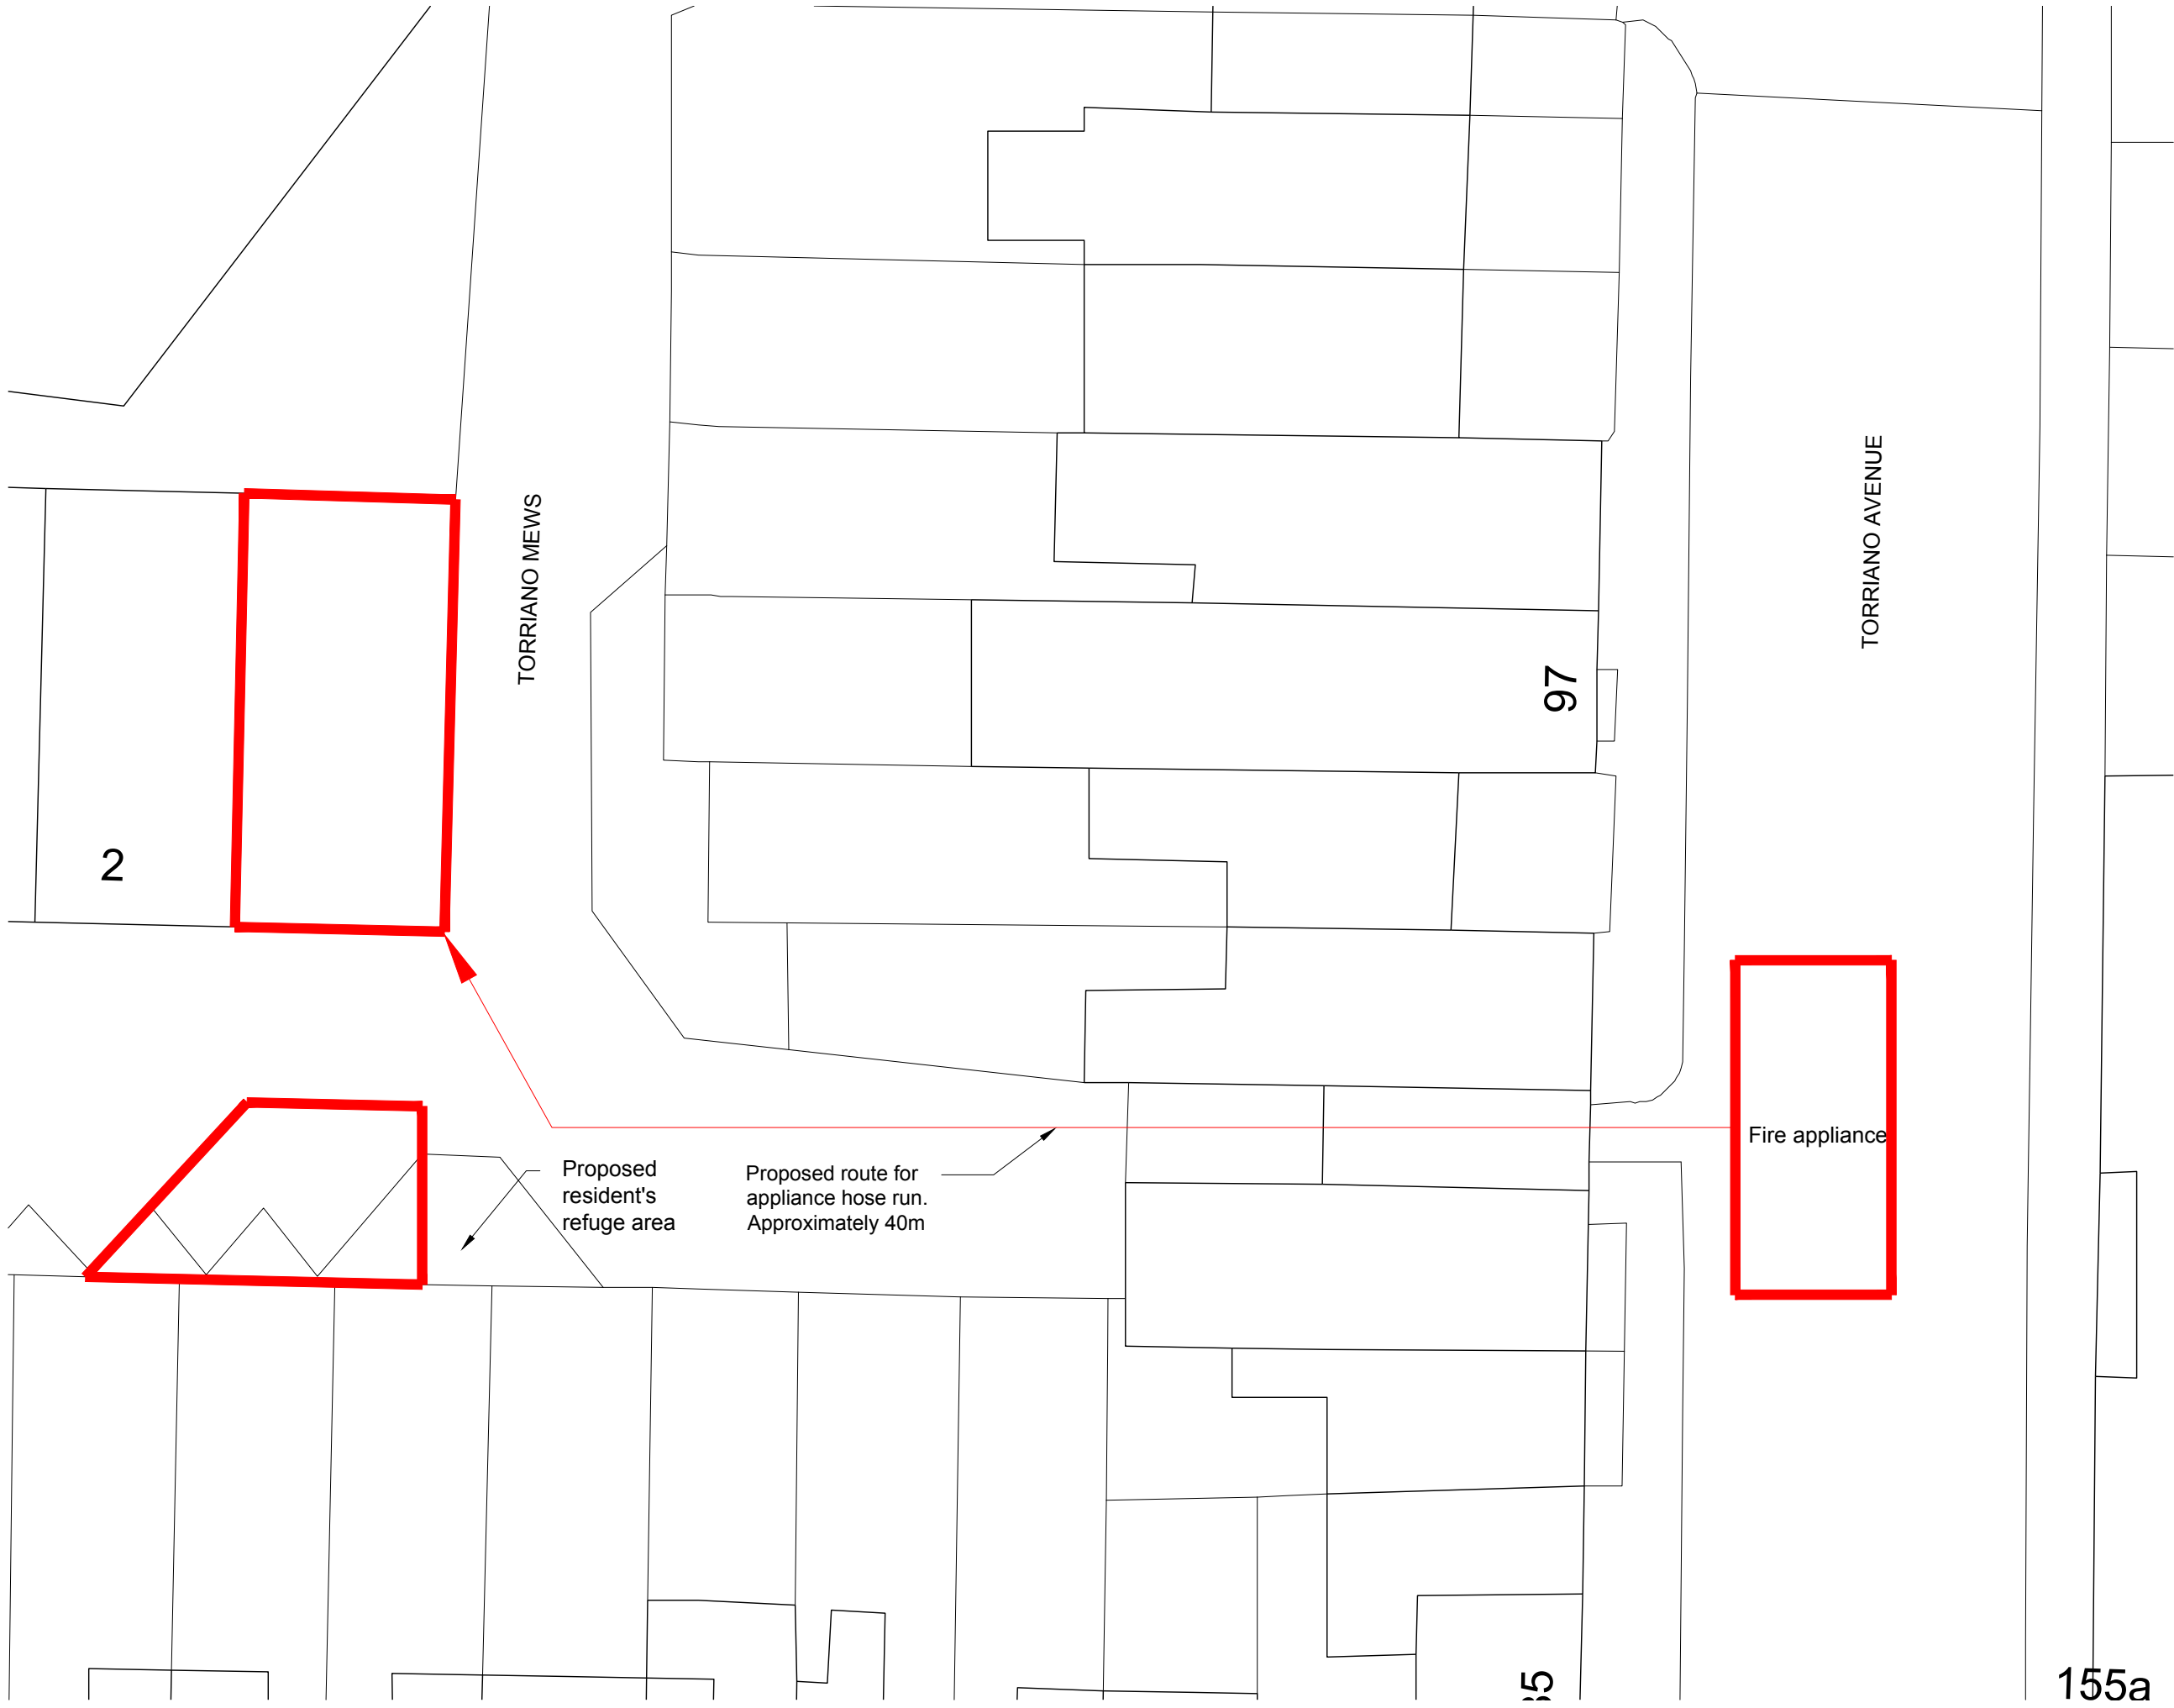 TORRIANO MEWS
TORRIANO AVENUE
97
2
Fire appliance
Proposed
resident's
refuge area
Proposed route for
appliance hose run.
Approximately 40m
155a